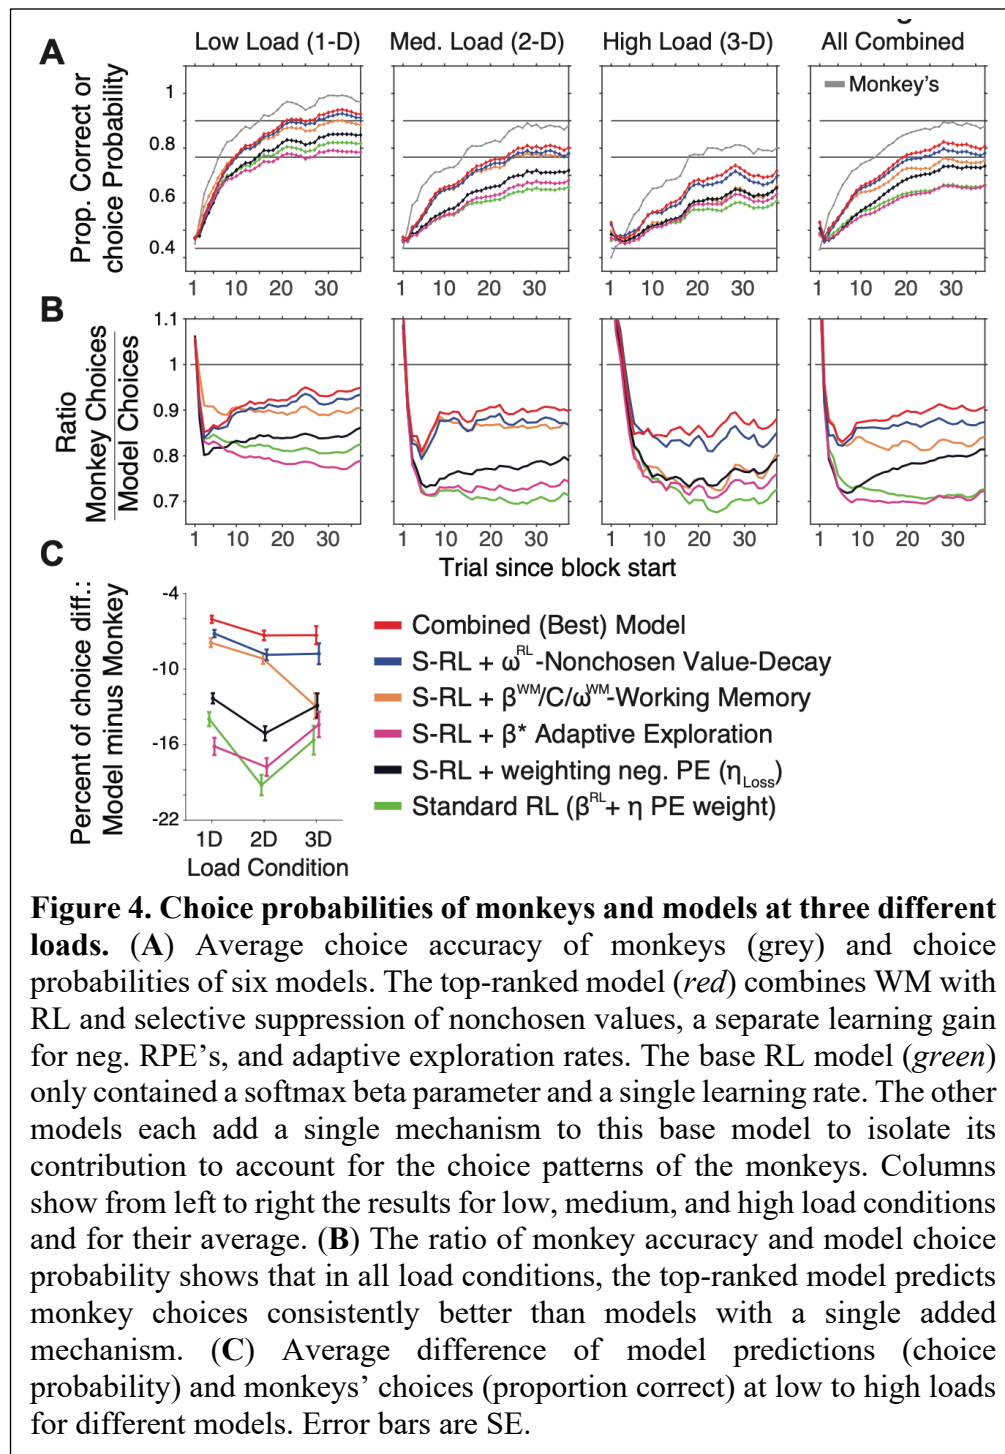 A
Low Load (1-D)
Med. Load (2-D)
High Load (3-D)
All Combined
Prop. Correct or
choice Probability
1
0.8
0.6
0.4
Monkey's
1 10 20 30
1 10 20 30
1 10 20 30
1 10 20 30
B
Ratio
Monkey Choices
Model Choices
1.1
1
0.9
0.8
0.7
1 10 20 30
1 10 20 30
1 10 20 30
1 10 20 30
Trial since block start
C
Percent of choice diff.:
Model minus Monkey
-4
-10
-16
-22
1D 2D 3D
Load Condition
Combined (Best) Model
S-RL + ω^RL-Nonchosen Value-Decay
S-RL + β^WM/C/ω^WM-Working Memory
S-RL + β* Adaptive Exploration
S-RL + weighting neg. PE (η_Loss)
Standard RL (β^RL + η PE weight)
Figure 4. Choice probabilities of monkeys and models at three different
loads. (A) Average choice accuracy of monkeys (grey) and choice
probabilities of six models. The top-ranked model (red) combines WM with
RL and selective suppression of nonchosen values, a separate learning gain
for neg. RPE's, and adaptive exploration rates. The base RL model (green)
only contained a softmax beta parameter and a single learning rate. The other
models each add a single mechanism to this base model to isolate its
contribution to account for the choice patterns of the monkeys. Columns
show from left to right the results for low, medium, and high load conditions
and for their average. (B) The ratio of monkey accuracy and model choice
probability shows that in all load conditions, the top-ranked model predicts
monkey choices consistently better than models with a single added
mechanism. (C) Average difference of model predictions (choice
probability) and monkeys' choices (proportion correct) at low to high loads
for different models. Error bars are SE.